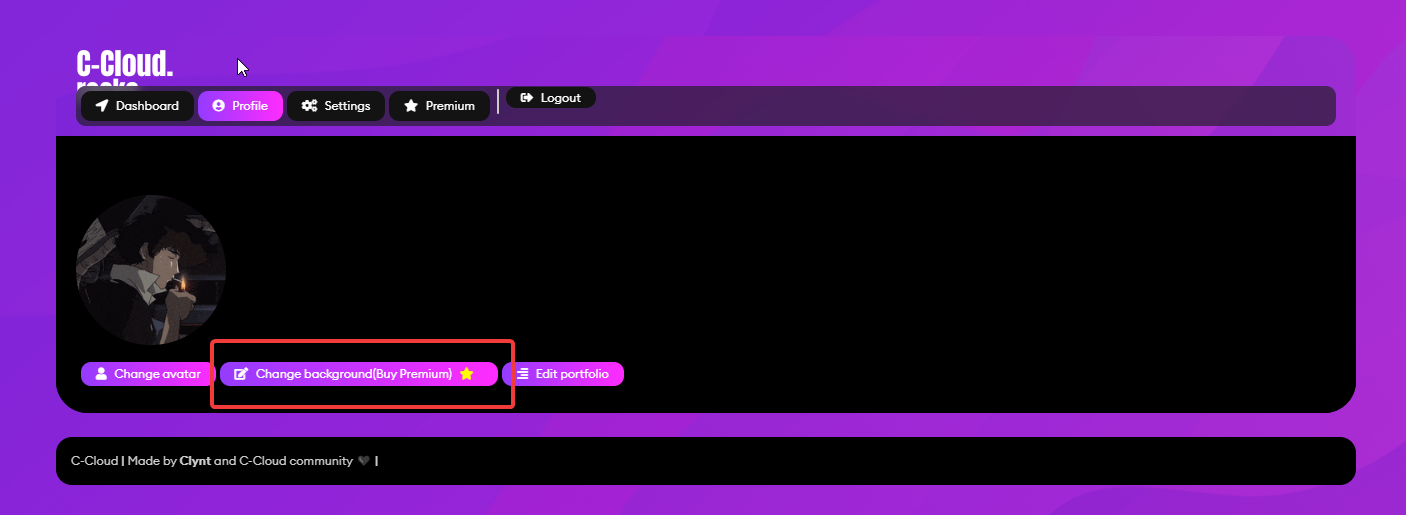 C-Cloud.
rocks
Dashboard
Profile
Settings
Premium
Logout
Change avatar
Change background(Buy Premium)
Edit portfolio
C-Cloud | Made by Clynt and C-Cloud community 🖤 |